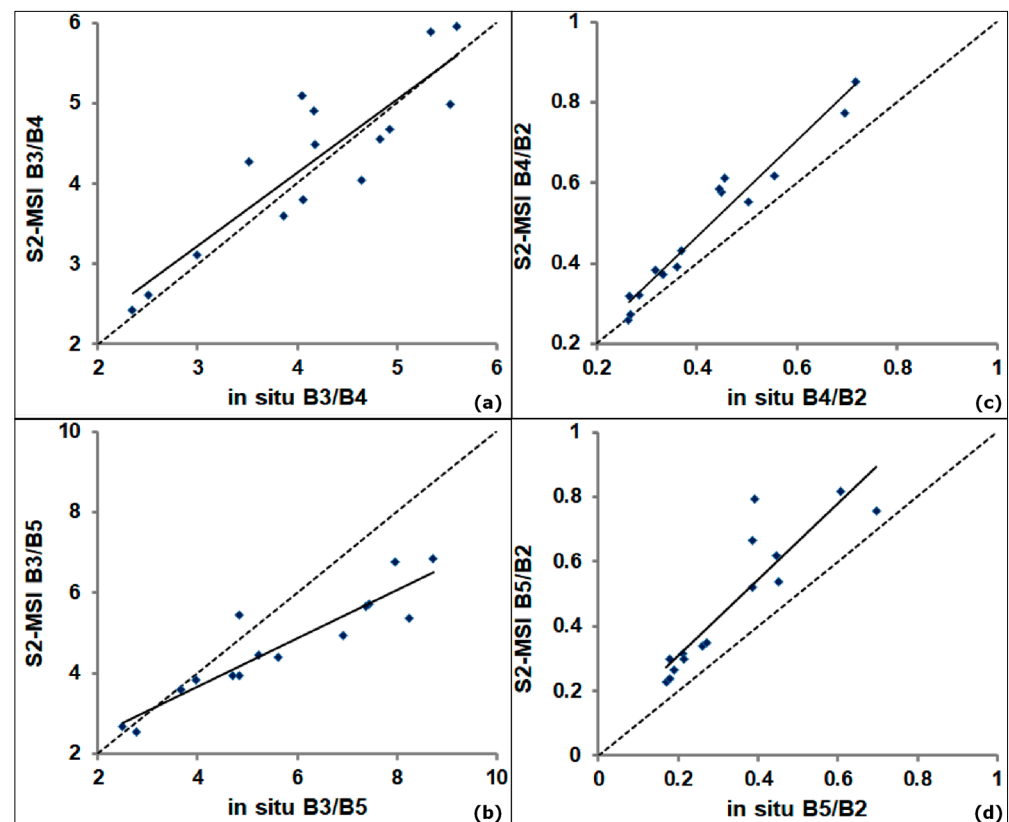 6
5
4
3
2
2 3 4 5 6
S2-MSI B3/B4
in situ B3/B4
(a)
1
0.8
0.6
0.4
0.2
0.2 0.4 0.6 0.8 1
S2-MSI B4/B2
in situ B4/B2
(c)
10
8
6
4
2
2 4 6 8 10
S2-MSI B3/B5
in situ B3/B5
(b)
1
0.8
0.6
0.4
0.2
0
0 0.2 0.4 0.6 0.8 1
S2-MSI B5/B2
in situ B5/B2
(d)